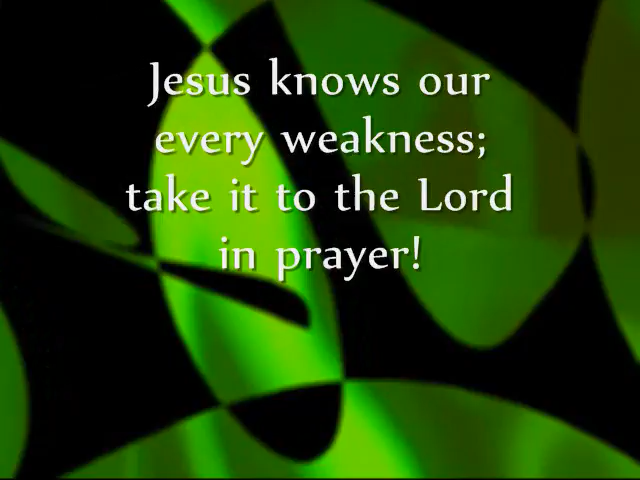 Jesus knows our
every weakness;
take it to the Lord
in prayer!